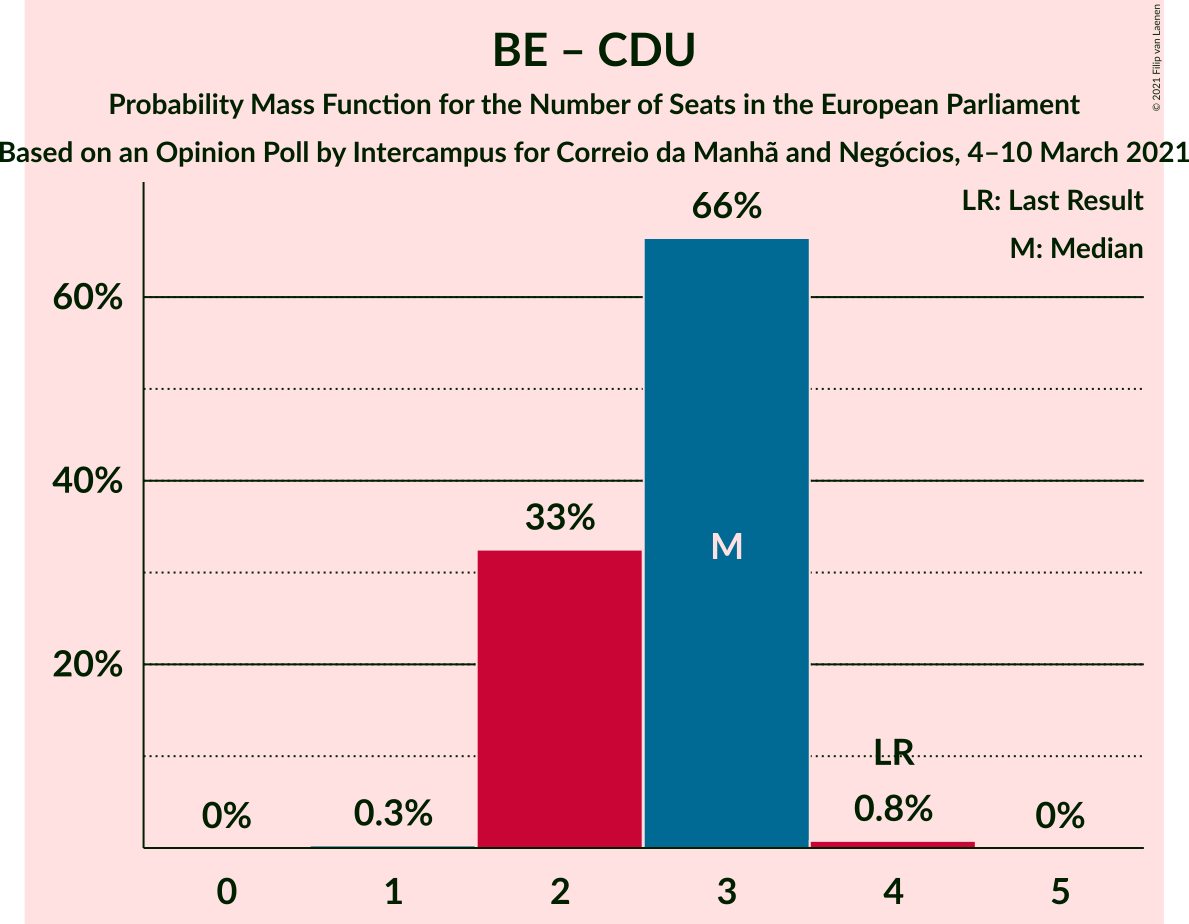 BE – CDU
Probability Mass Function for the Number of Seats in the European Parliament
Based on an Opinion Poll by Intercampus for Correio da Manhã and Negócios, 4–10 March 2021
© 2021 Filip van Laenen
LR: Last Result
M: Median
66%
60%
40%
33%
M
20%
LR
0%
0.3%
0.8%
0%
0 1 2 3 4 5